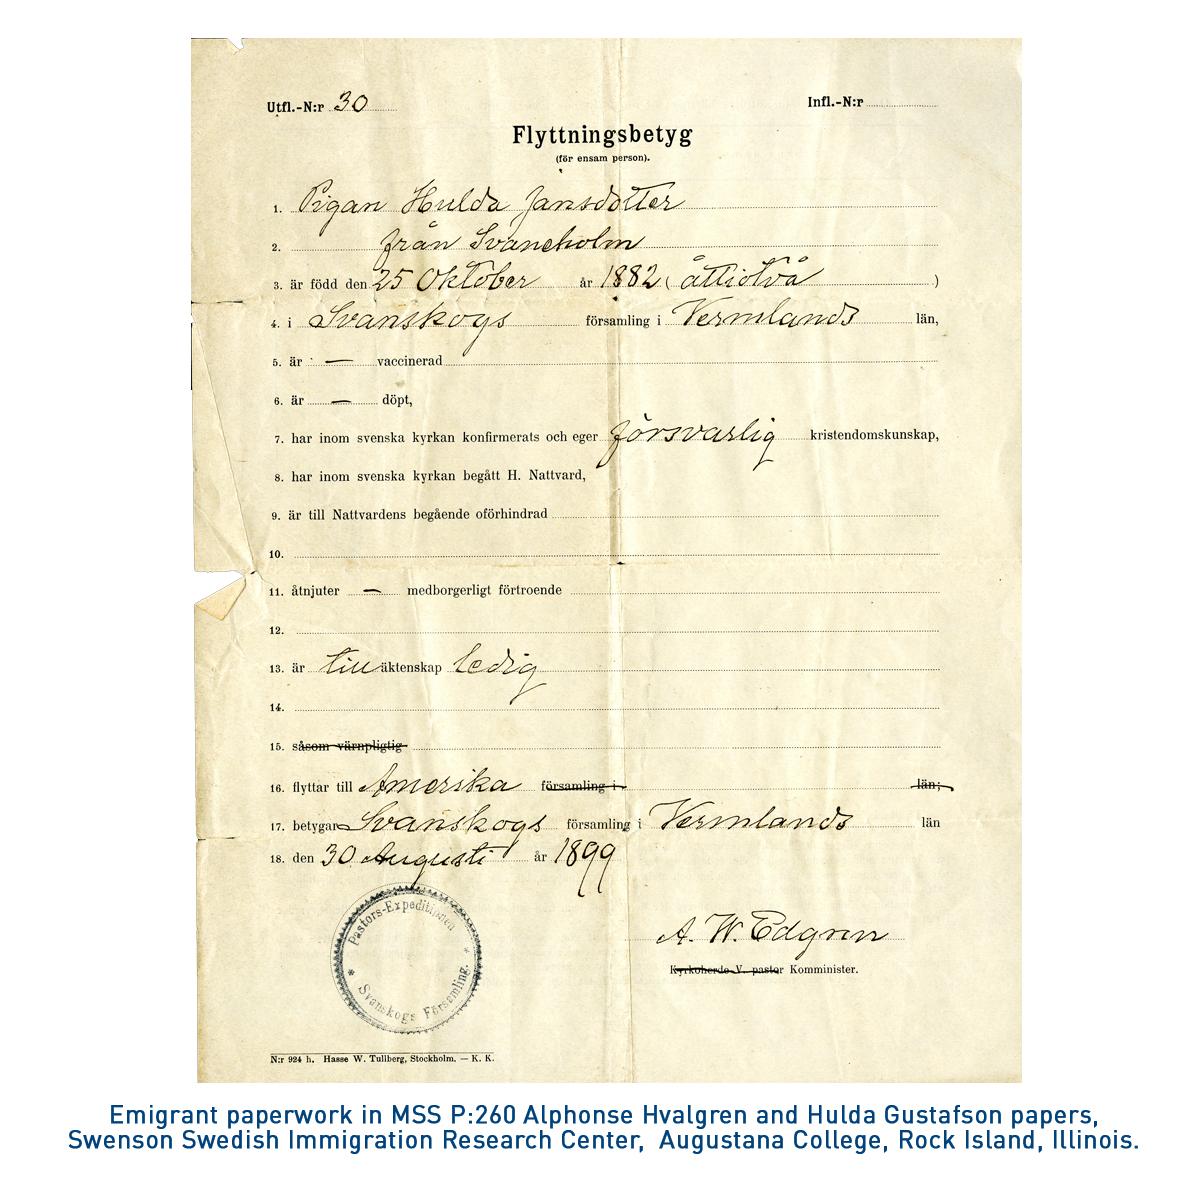 Utfl.-N:r 30 Infl.-N:r
Flyttningsbetyg
(för ensam person).
1. Pigan Hulda Jansdotter
2. från Svaneholm
3. är född den 25 Oktober år 1882 (åttiotvå)
4. i Svanskogs församling i Vermlands län,
5. är — vaccinerad
6. är — döpt,
7. har inom svenska kyrkan konfirmerats och eger försvarlig kristendomskunskap,
8. har inom svenska kyrkan begått H. Nattvard,
9. är till Nattvardens begående oförhindrad
10.
11. åtnjuter — medborgerligt förtroende
12.
13. är till äktenskap ledig
14.
15. såsom värnpligtig
16. flyttar till Amerika församling i län;
17. betygar Svanskogs församling i Vermlands län
18. den 30 Augusti år 1899
Pastors-Expeditionen
* Svanskogs Församling. *
A. W. Edgren
Kyrkoherde V. pastor Komminister.
N:r 924 h. Hasse W. Tullberg, Stockholm. — K. K.
Emigrant paperwork in MSS P:260 Alphonse Hvalgren and Hulda Gustafson papers,
Swenson Swedish Immigration Research Center, Augustana College, Rock Island, Illinois.